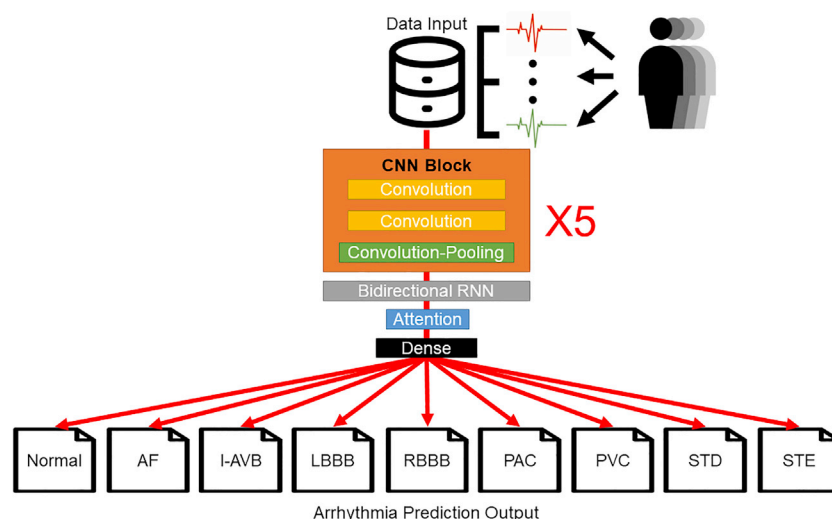 Data Input
CNN Block
Convolution
Convolution
X5
Convolution-Pooling
Bidirectional RNN
Attention
Dense
Normal AF I-AVB LBBB RBBB PAC PVC STD STE
Arrhythmia Prediction Output